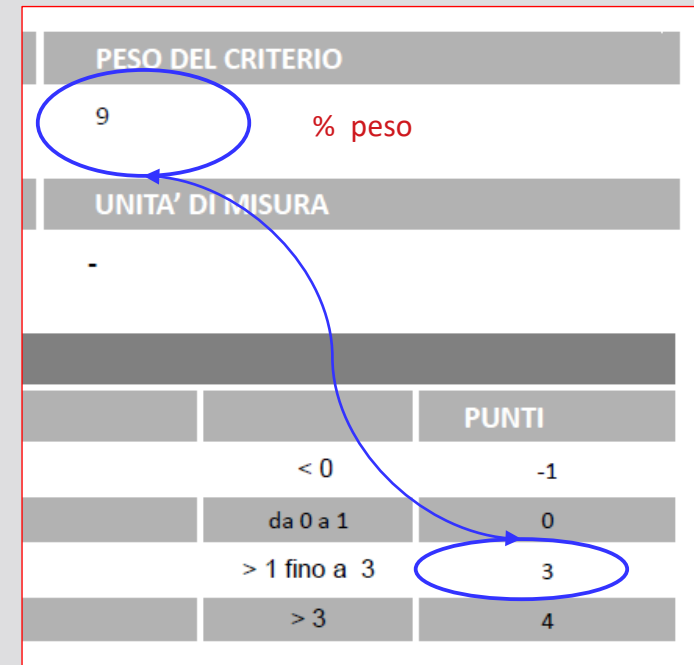 PESO DEL CRITERIO
9 % peso
UNITA’ DI MISURA
-
PUNTI
< 0 -1
da 0 a 1 0
> 1 fino a 3 3
> 3 4